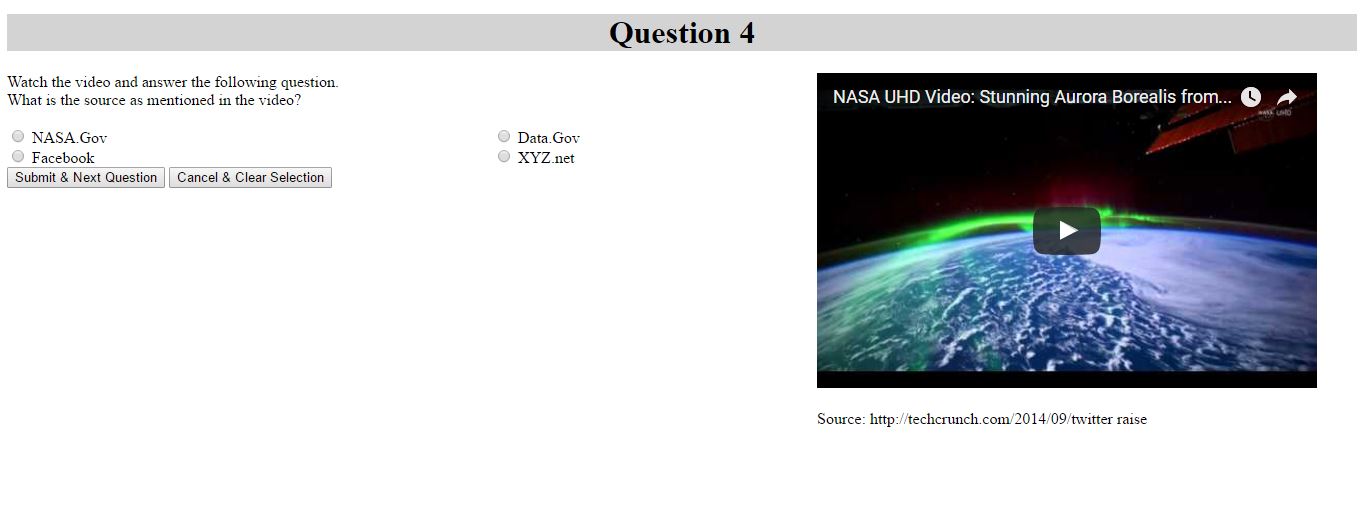 Question 4
Watch the video and answer the following question.
What is the source as mentioned in the video?
NASA.Gov
Data.Gov
Facebook
XYZ.net
Submit & Next Question
Cancel & Clear Selection
NASA UHD Video: Stunning Aurora Borealis from...
NASA UHD
Source: http://techcrunch.com/2014/09/twitter raise